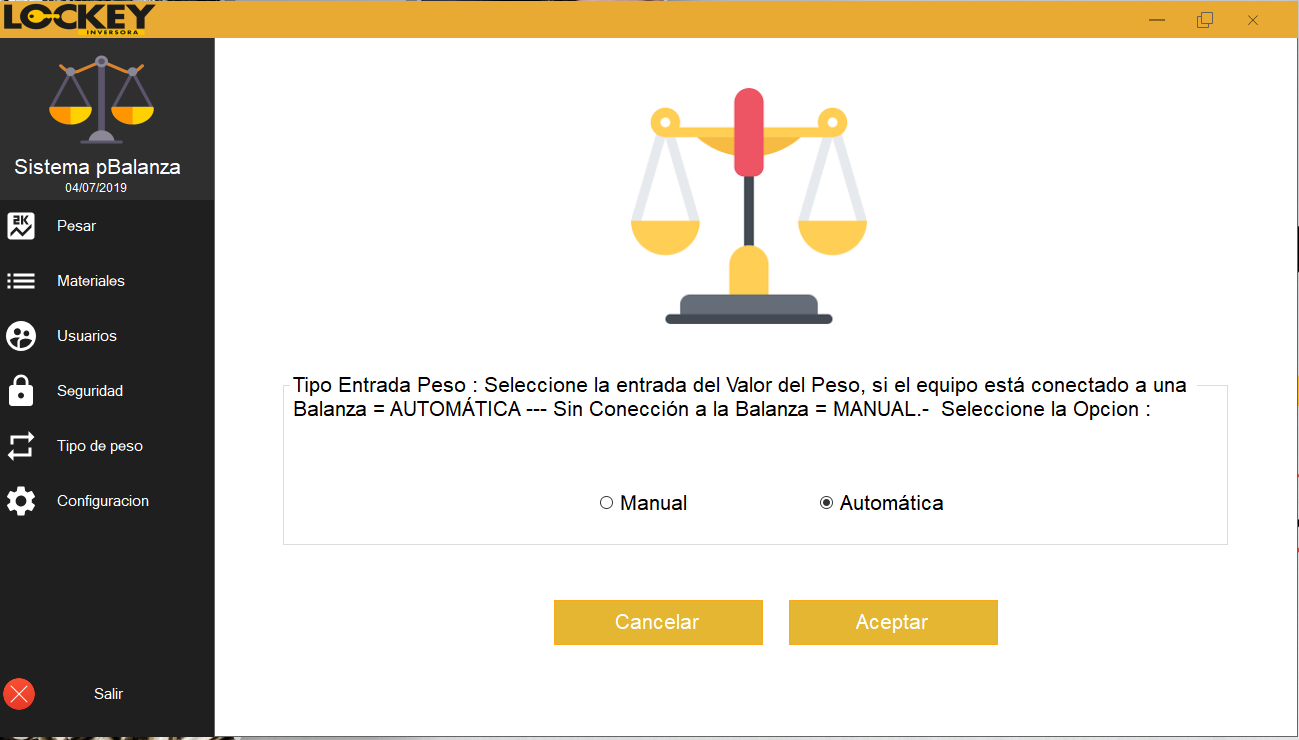 LOCKEY
INVERSORA
Sistema pBalanza
04/07/2019
2K
Pesar
Materiales
Usuarios
Seguridad
Tipo de peso
Configuracion
Salir
Tipo Entrada Peso : Seleccione la entrada del Valor del Peso, si el equipo está conectado a una
Balanza = AUTOMÁTICA --- Sin Conección a la Balanza = MANUAL.-  Seleccione la Opcion :
Manual
Automática
Cancelar
Aceptar